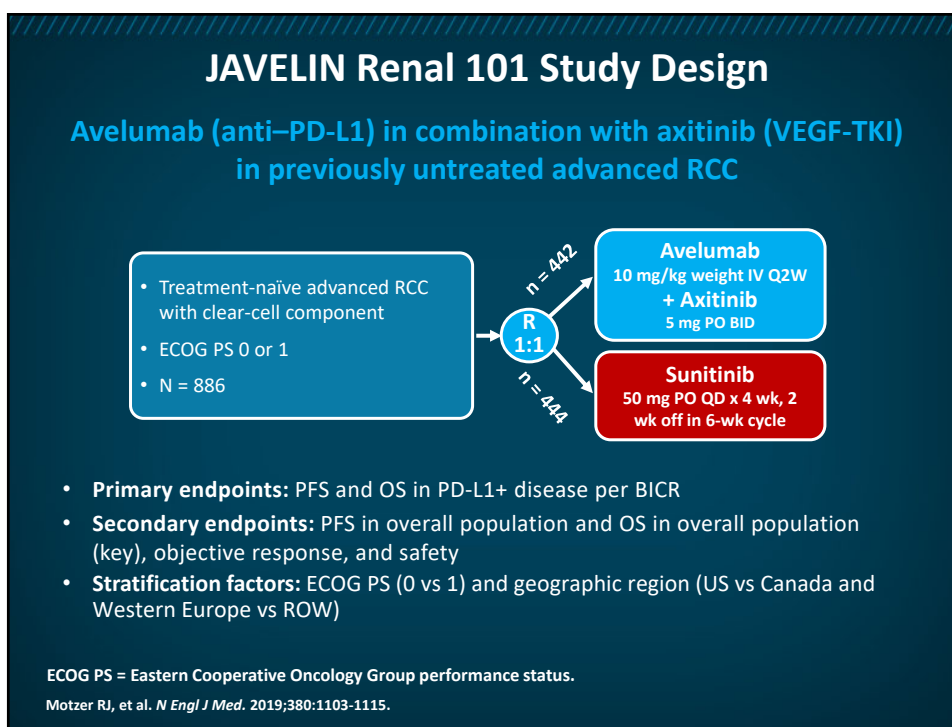 JAVELIN Renal 101 Study Design
Avelumab (anti–PD-L1) in combination with axitinib (VEGF-TKI)
in previously untreated advanced RCC
• Treatment-naïve advanced RCC
with clear-cell component
• ECOG PS 0 or 1
• N = 886
R
1:1
n = 442
n = 444
Avelumab
10 mg/kg weight IV Q2W
+ Axitinib
5 mg PO BID
Sunitinib
50 mg PO QD x 4 wk, 2
wk off in 6-wk cycle
• Primary endpoints: PFS and OS in PD-L1+ disease per BICR
• Secondary endpoints: PFS in overall population and OS in overall population
(key), objective response, and safety
• Stratification factors: ECOG PS (0 vs 1) and geographic region (US vs Canada and
Western Europe vs ROW)
ECOG PS = Eastern Cooperative Oncology Group performance status.
Motzer RJ, et al. N Engl J Med. 2019;380:1103-1115.